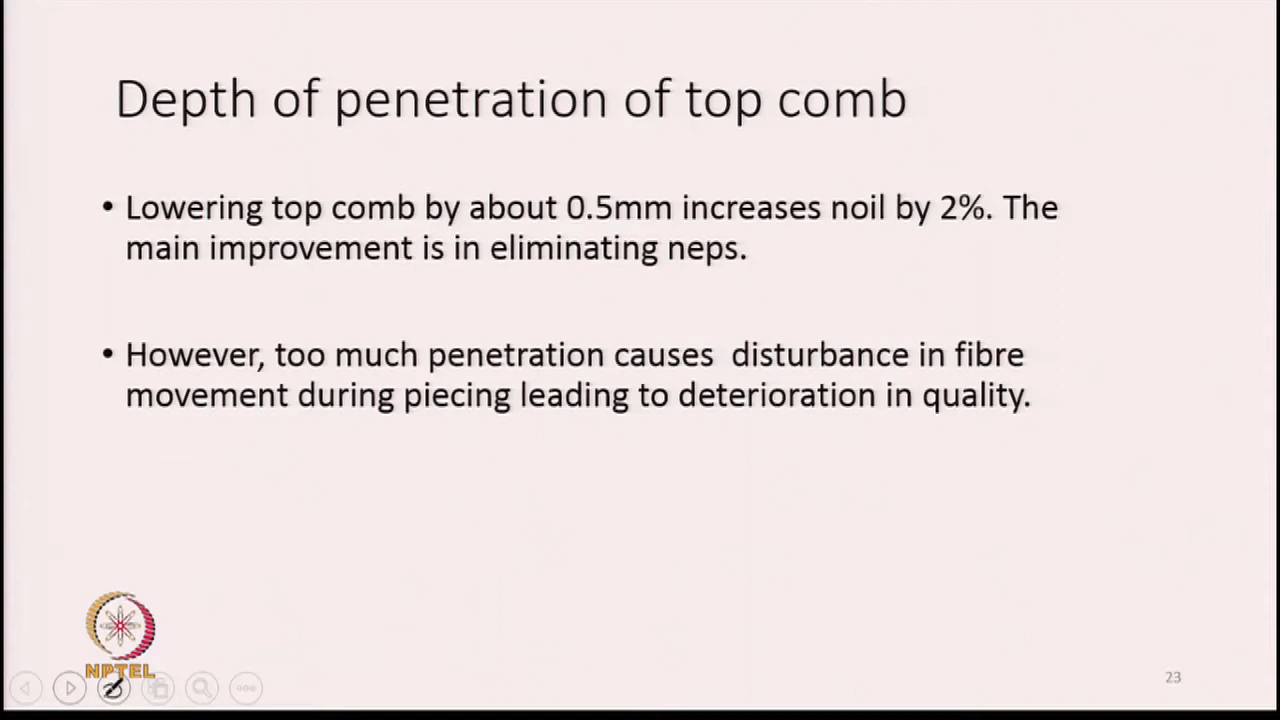 Depth of penetration of top comb
• Lowering top comb by about 0.5mm increases noil by 2%. The
main improvement is in eliminating neps.
• However, too much penetration causes  disturbance in fibre
movement during piecing leading to deterioration in quality.
NPTEL
23